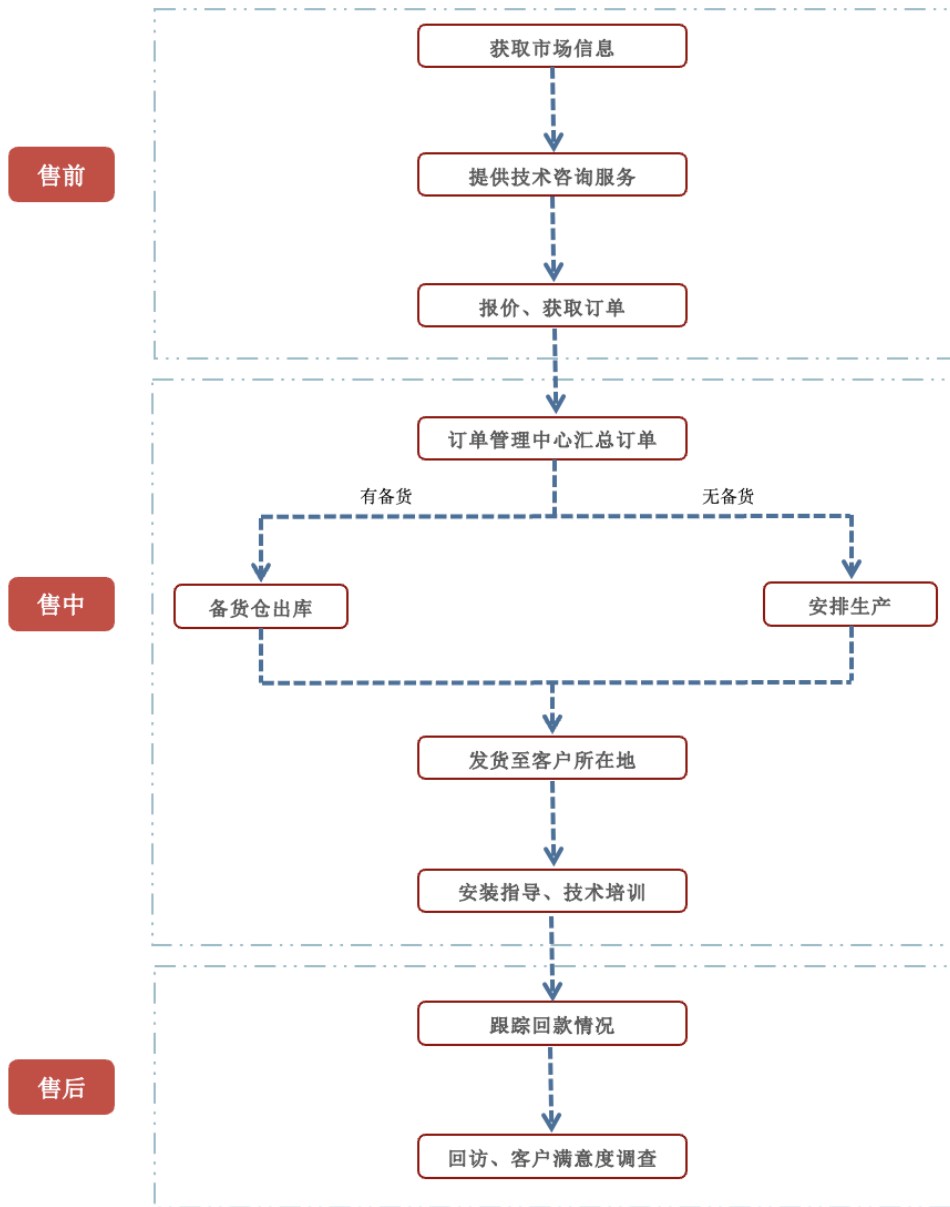 获取市场信息
售前
提供技术咨询服务
报价、获取订单
订单管理中心汇总订单
有备货
无备货
售中
备货仓出库
安排生产
发货至客户所在地
安装指导、技术培训
跟踪回款情况
售后
回访、客户满意度调查